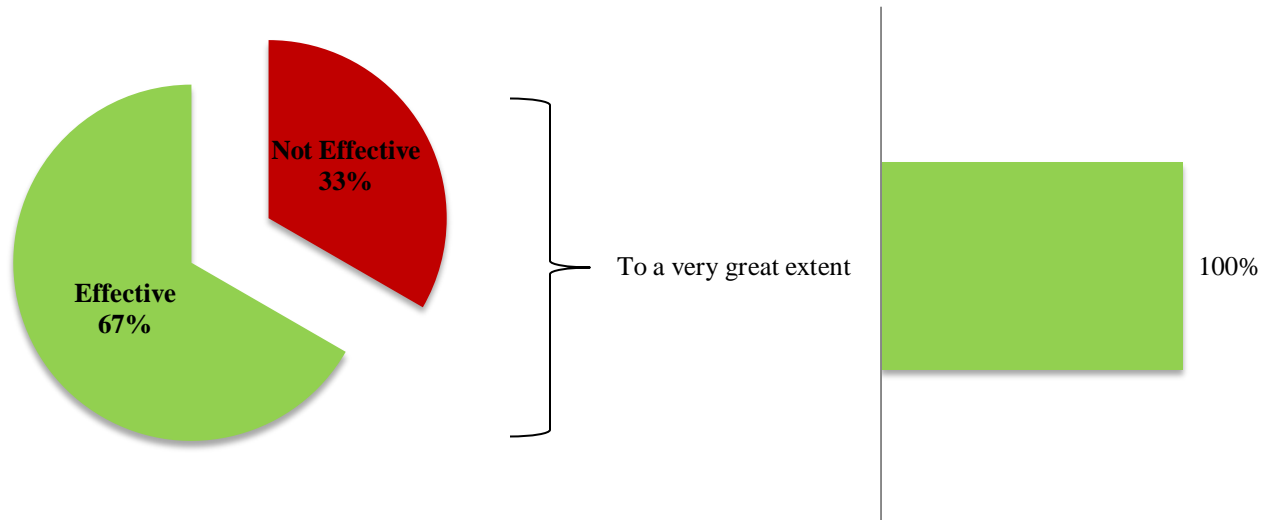 Not Effective
33%
Effective
67%
To a very great extent
100%